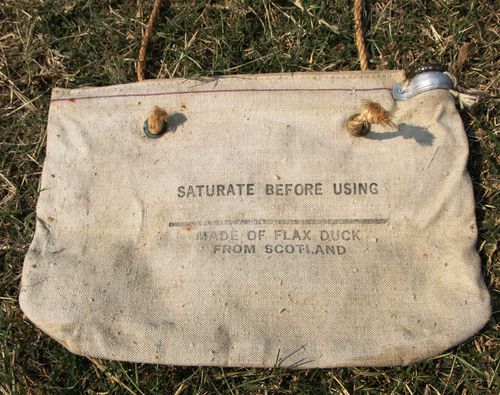 SATURATE BEFORE USING
MADE OF FLAX DUCK
FROM SCOTLAND